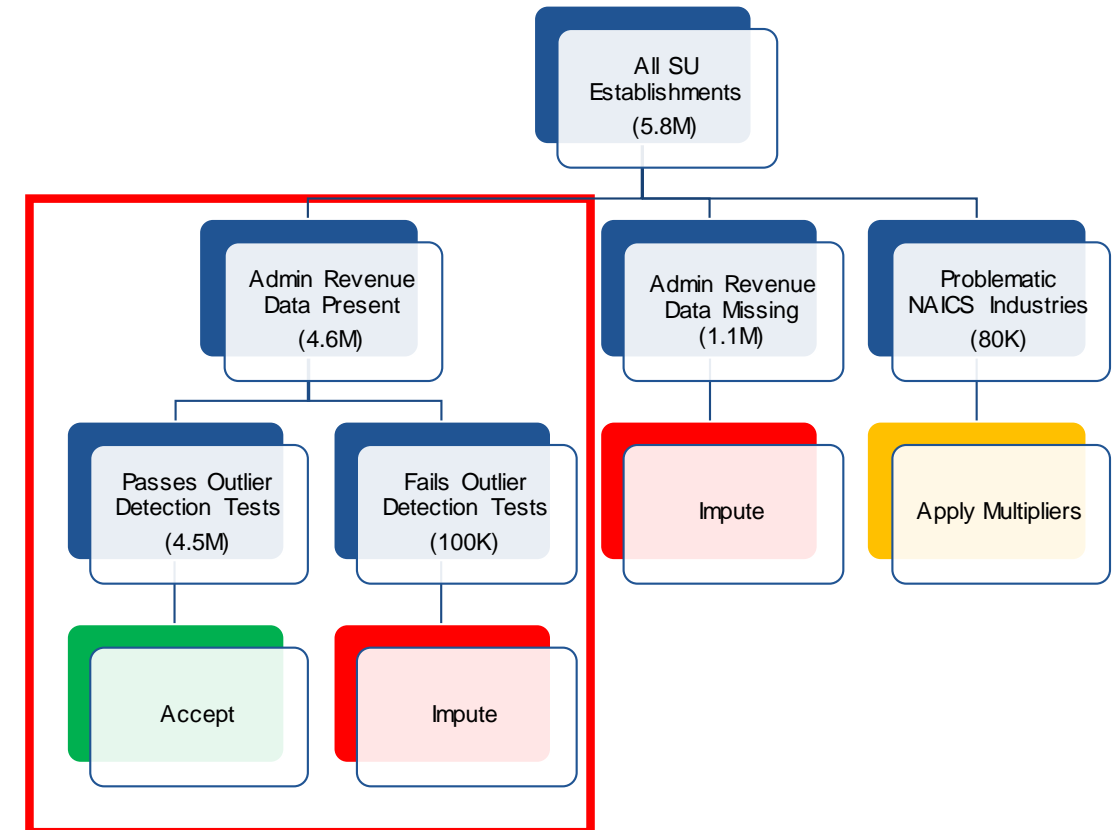 All SU
Establishments
(5.8M)
Admin Revenue
Data Present
(4.6M)
Admin Revenue
Data Missing
(1.1M)
Problematic
NAICS Industries
(80K)
Passes Outlier
Detection Tests
(4.5M)
Fails Outlier
Detection Tests
(100K)
Impute
Apply Multipliers
Accept
Impute